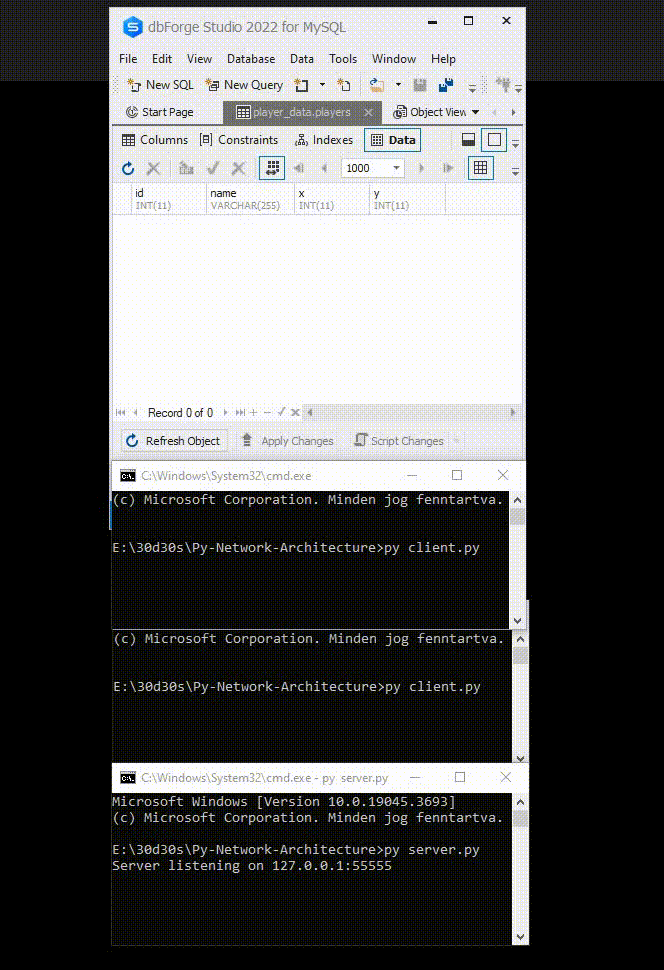 dbForge Studio 2022 for MySQL
File Edit View Database Data Tools Window Help
New SQL New Query
Start Page player_data.players Object View
Columns Constraints Indexes Data
1000
id name x y
INT(11) VARCHAR(255) INT(11) INT(11)
Record 0 of 0
Refresh Object Apply Changes Script Changes
C:\Windows\System32\cmd.exe
(c) Microsoft Corporation. Minden jog fenntartva.
E:\30d30s\Py-Network-Architecture>py client.py
(c) Microsoft Corporation. Minden jog fenntartva.
E:\30d30s\Py-Network-Architecture>py client.py
C:\Windows\System32\cmd.exe - py server.py
Microsoft Windows [Version 10.0.19045.3693]
(c) Microsoft Corporation. Minden jog fenntartva.
E:\30d30s\Py-Network-Architecture>py server.py
Server listening on 127.0.0.1:55555